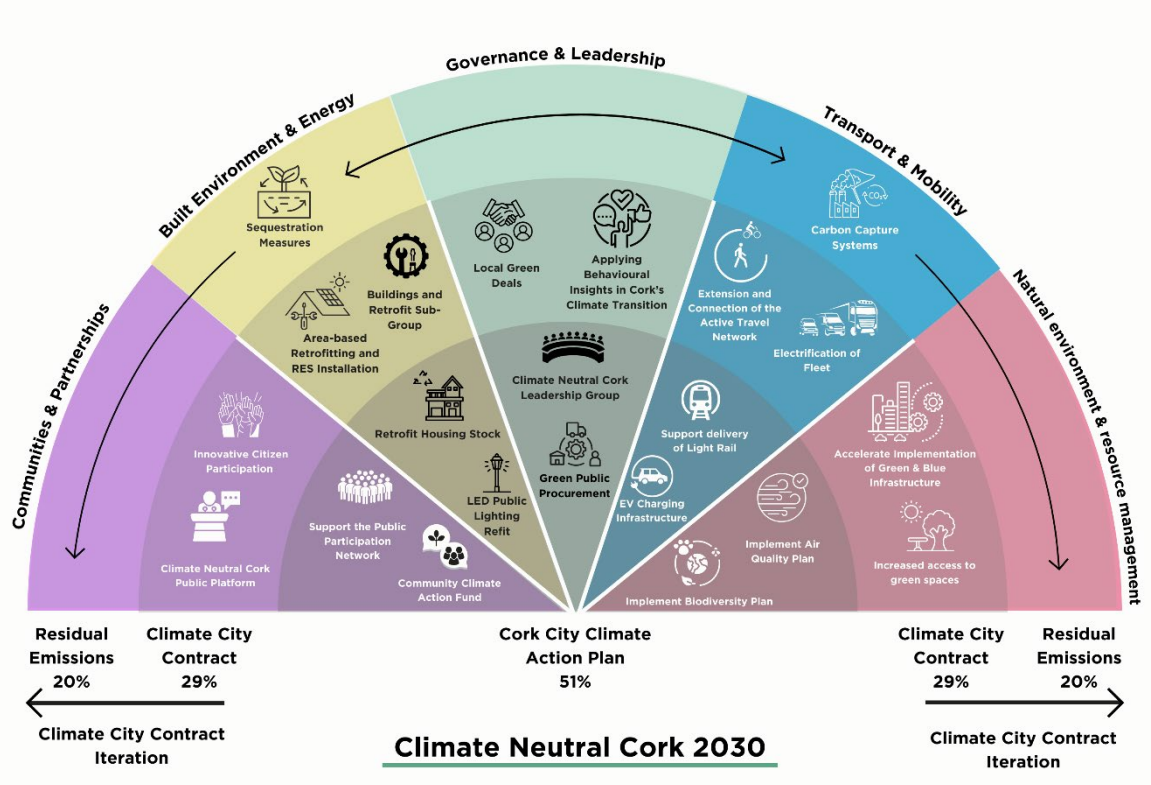 Governance & Leadership
Built Environment & Energy
Transport & Mobility
Communities & Partnerships
Natural environment & resource management
Sequestration
Measures
Carbon Capture
Systems
CO₂
Local Green
Deals
Applying
Behavioural
Insights in Cork's
Climate Transition
Buildings and
Retrofit Sub-
Group
Area-based
Retrofitting and
RES Installation
Extension and
Connection of the
Active Travel
Network
Electrification of
Fleet
Climate Neutral Cork
Leadership Group
Retrofit Housing Stock
Support delivery
of Light Rail
Innovative Citizen
Participation
Accelerate Implementation
of Green & Blue
Infrastructure
Green Public
Procurement
LED Public
Lighting
Refit
EV Charging
Infrastructure
Support the Public
Participation
Network
Implement Air
Quality Plan
Climate Neutral Cork
Public Platform
Increased access to
green spaces
Community Climate
Action Fund
Implement Biodiversity Plan
Residual
Emissions
20%
Climate City
Contract
29%
Cork City Climate
Action Plan
51%
Climate City
Contract
29%
Residual
Emissions
20%
Climate City Contract
Iteration
Climate Neutral Cork 2030
Climate City Contract
Iteration